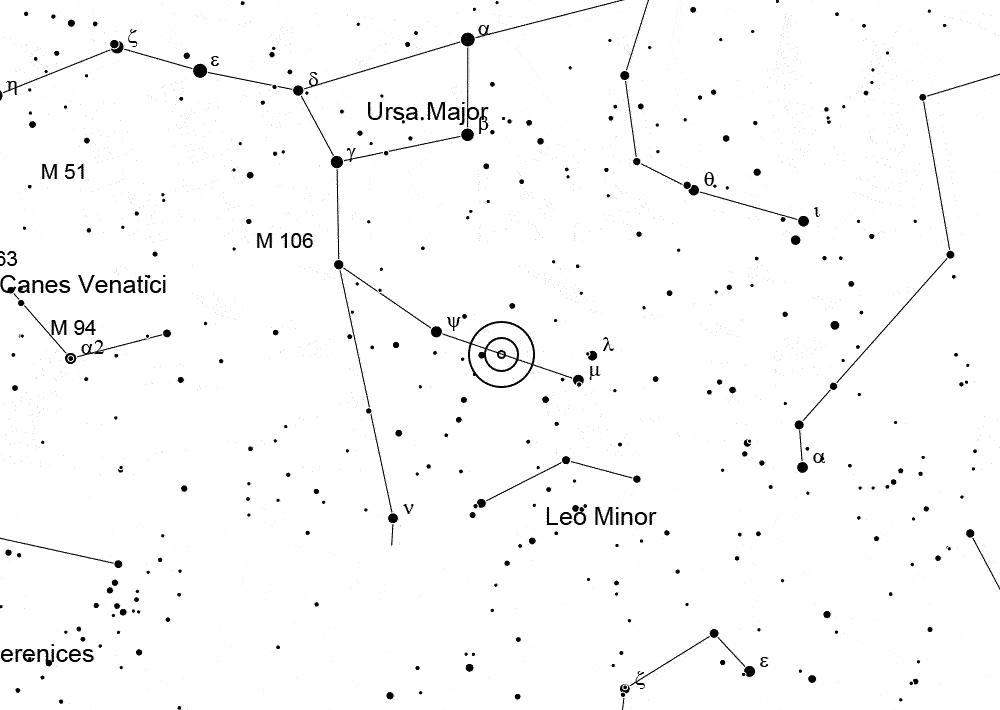 α
ζ
ε
δ
η
Ursa Major
β
γ
M 51
θ
ι
M 106
63
Canes Venatici
ψ
M 94
α2
λ
μ
α
ν
Leo Minor
erenices
ε
ζ